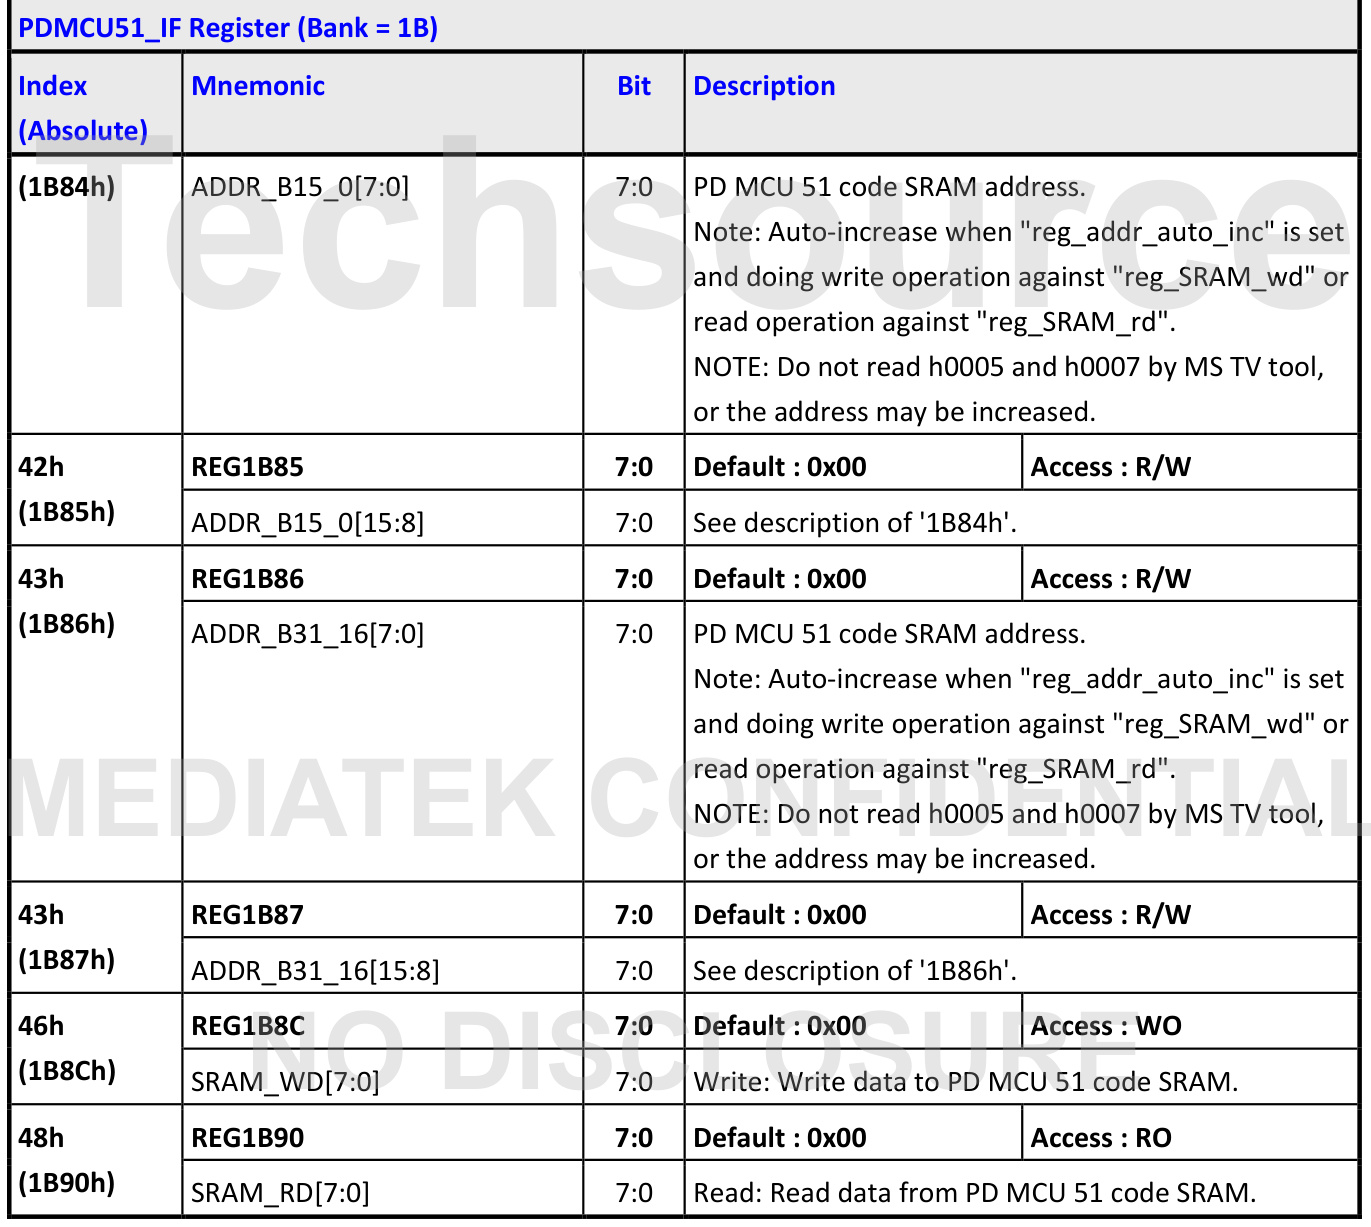 PDMCU51_IF Register (Bank = 1B)
Index (Absolute) Mnemonic Bit Description
(1B84h) ADDR_B15_0[7:0] 7:0 PD MCU 51 code SRAM address.
Note: Auto-increase when "reg_addr_auto_inc" is set
and doing write operation against "reg_SRAM_wd" or
read operation against "reg_SRAM_rd".
NOTE: Do not read h0005 and h0007 by MS TV tool,
or the address may be increased.
42h REG1B85 7:0 Default : 0x00 Access : R/W
(1B85h) ADDR_B15_0[15:8] 7:0 See description of '1B84h'.
43h REG1B86 7:0 Default : 0x00 Access : R/W
(1B86h) ADDR_B31_16[7:0] 7:0 PD MCU 51 code SRAM address.
Note: Auto-increase when "reg_addr_auto_inc" is set
and doing write operation against "reg_SRAM_wd" or
read operation against "reg_SRAM_rd".
NOTE: Do not read h0005 and h0007 by MS TV tool,
or the address may be increased.
43h REG1B87 7:0 Default : 0x00 Access : R/W
(1B87h) ADDR_B31_16[15:8] 7:0 See description of '1B86h'.
46h REG1B8C 7:0 Default : 0x00 Access : WO
(1B8Ch) SRAM_WD[7:0] 7:0 Write: Write data to PD MCU 51 code SRAM.
48h REG1B90 7:0 Default : 0x00 Access : RO
(1B90h) SRAM_RD[7:0] 7:0 Read: Read data from PD MCU 51 code SRAM.
Techsource
MEDIATEK CONFIDENTIAL
NO DISCLOSURE